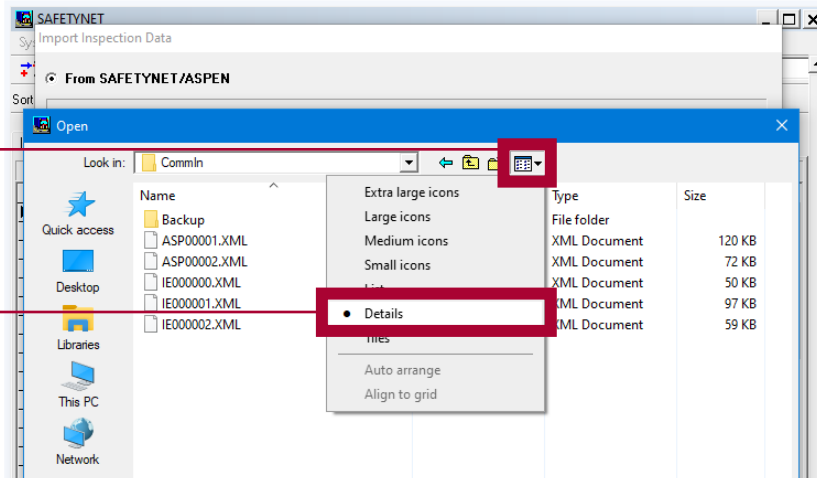 SAFETYNET
Import Inspection Data
From SAFETYNET/ASPEN
Sort
Open
Look in: CommIn
Name Type Size
Backup File folder
ASP00001.XML XML Document 120 KB
ASP00002.XML XML Document 72 KB
IE000000.XML XML Document 50 KB
IE000001.XML XML Document 97 KB
IE000002.XML XML Document 59 KB
Quick access
Desktop
Libraries
This PC
Network
Extra large icons
Large icons
Medium icons
Small icons
List
Details
Tiles
Auto arrange
Align to grid